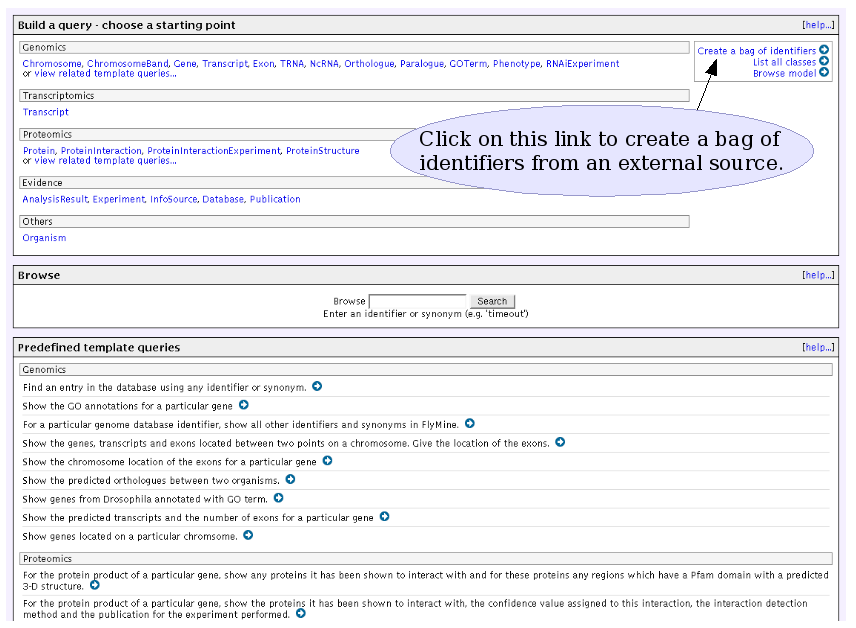 Build a query - choose a starting point [help...]
Genomics
Chromosome, ChromosomeBand, Gene, Transcript, Exon, TRNA, NcRNA, Orthologue, Paralogue, GOTerm, Phenotype, RNAiExperiment
or view related template queries...
Create a bag of identifiers
List all classes
Browse model
Transcriptomics
Transcript
Proteomics
Protein, ProteinInteraction, ProteinInteractionExperiment, ProteinStructure
or view related template queries...
Click on this link to create a bag of
identifiers from an external source.
Evidence
AnalysisResult, Experiment, InfoSource, Database, Publication
Others
Organism
Browse [help...]
Browse Search
Enter an identifier or synonym (e.g. 'timeout')
Predefined template queries [help...]
Genomics
Find an entry in the database using any identifier or synonym.
Show the GO annotations for a particular gene
For a particular genome database identifier, show all other identifiers and synonyms in FlyMine.
Show the genes, transcripts and exons located between two points on a chromosome. Give the location of the exons.
Show the chromosome location of the exons for a particular gene
Show the predicted orthologues between two organisms.
Show genes from Drosophila annotated with GO term.
Show the predicted transcripts and the number of exons for a particular gene
Show genes located on a particular chromsome.
Proteomics
For the protein product of a particular gene, show any proteins it has been shown to interact with and for these proteins any regions which have a Pfam domain with a predicted
3-D structure.
For the protein product of a particular gene, show the proteins it has been shown to interact with, the confidence value assigned to this interaction, the interaction detection
method and the publication for the experiment performed.